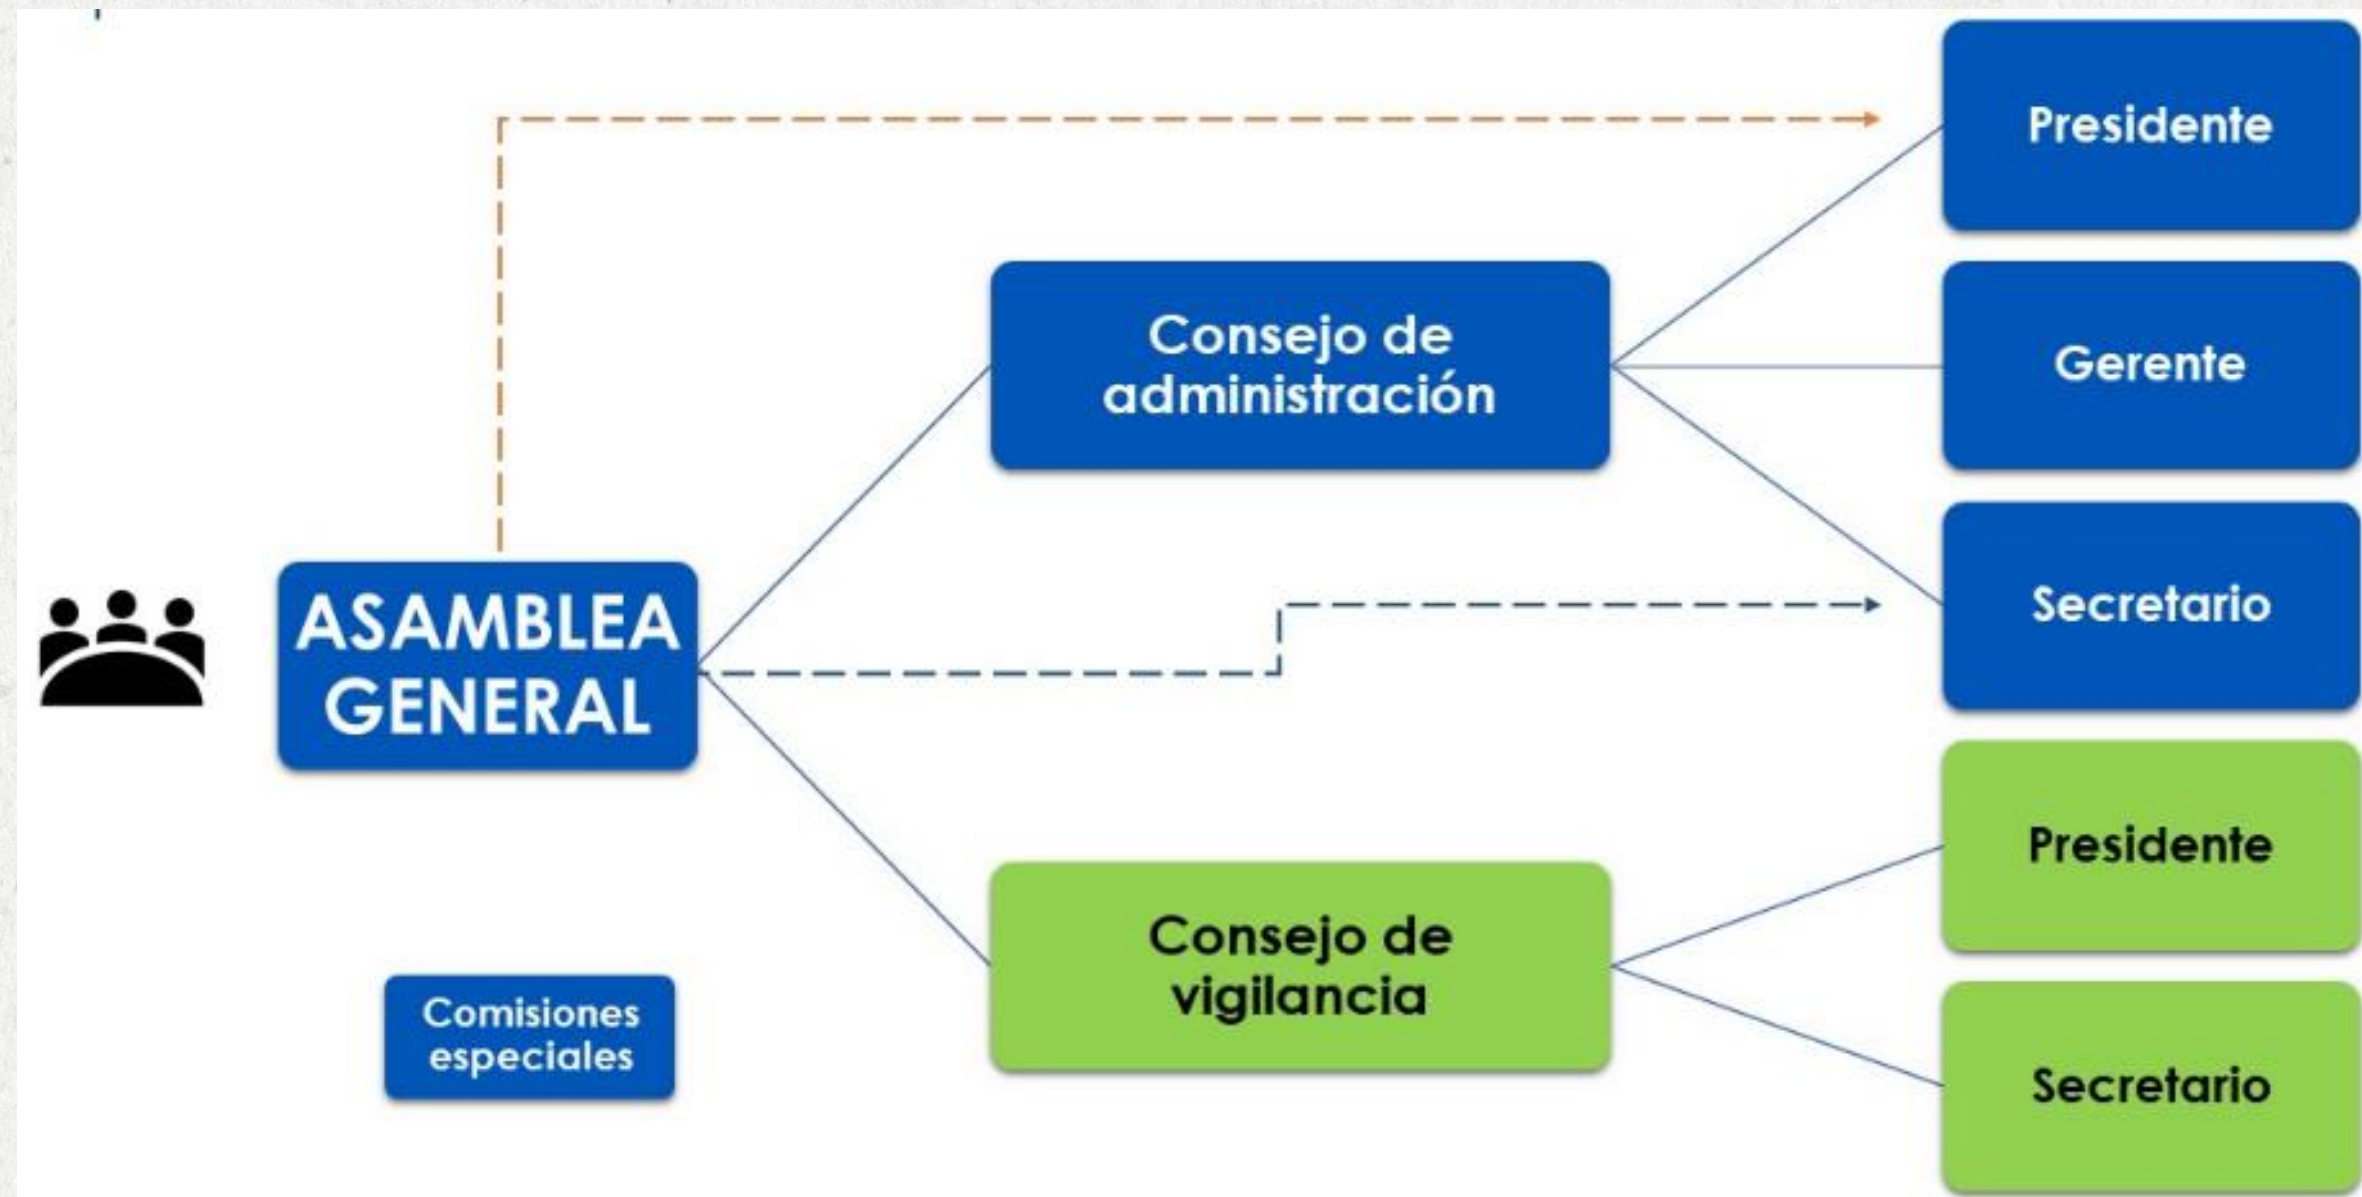 Presidente
Consejo de
administración
Gerente
ASAMBLEA
GENERAL
Secretario
Presidente
Consejo de
vigilancia
Comisiones
especiales
Secretario